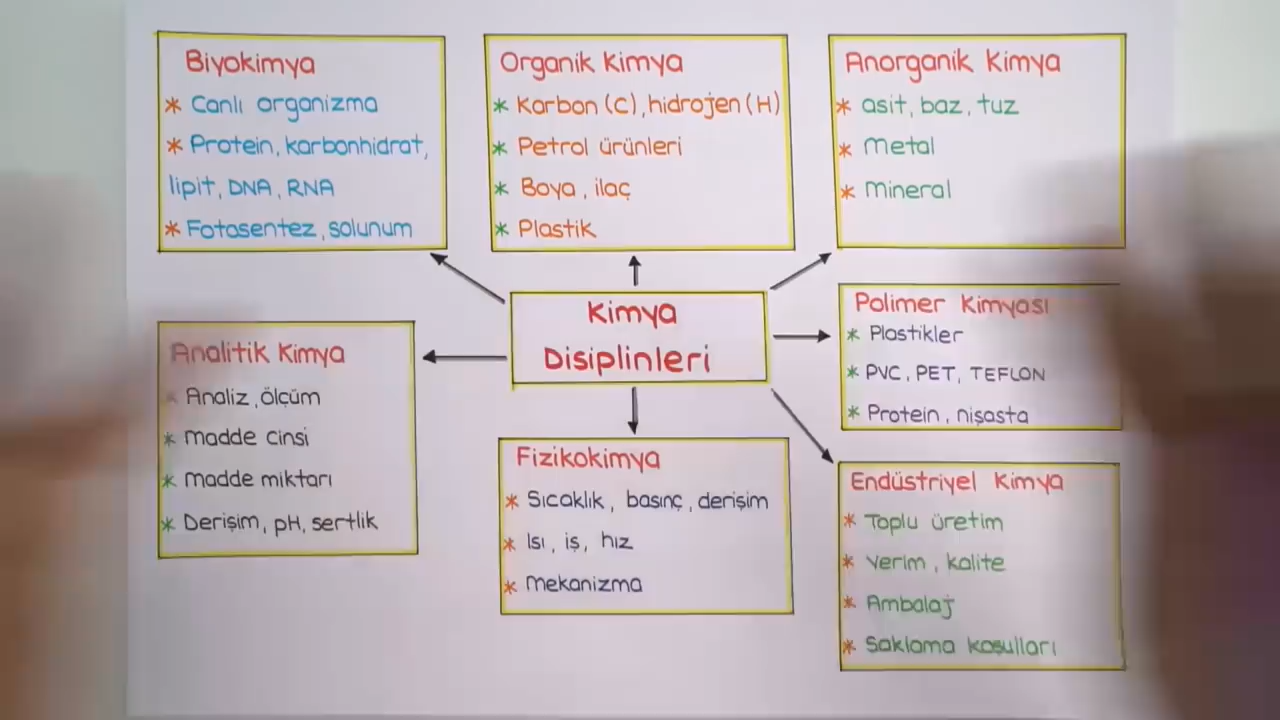 Biyokimya
* Canlı organizma
* Protein, karbonhidrat,
lipit, DNA, RNA
* Fotosentez, solunum
Organik Kimya
* Karbon (C), hidrojen (H)
* Petrol ürünleri
* Boya, ilaç
* Plastik
Anorganik Kimya
* asit, baz, tuz
* Metal
* Mineral
Kimya
Disiplinleri
Analitik Kimya
* Analiz, ölçüm
* Madde cinsi
* Madde miktarı
* Derişim, pH, sertlik
Fizikokimya
* Sıcaklık, basınç, derişim
* Isı, iş, hız
* Mekanizma
Polimer Kimyası
* Plastikler
* PVC, PET, TEFLON
* Protein, nişasta
Endüstriyel Kimya
* Toplu üretim
* Verim, kalite
* Ambalaj
* Saklama koşulları